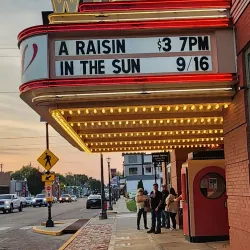 A RAISIN $3 7PM
IN THE SUN 9/16